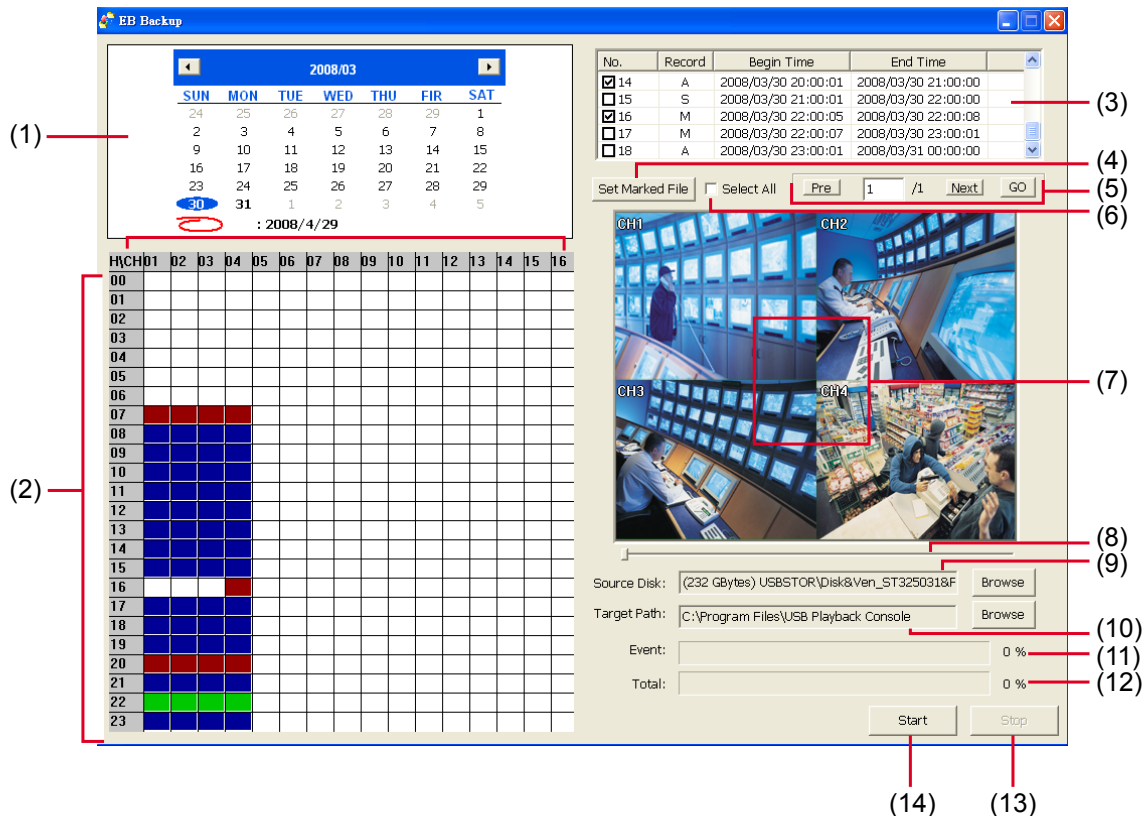 EB Backup
2008/03
SUN MON TUE WED THU FIR SAT
24 25 26 27 28 29 1
2 3 4 5 6 7 8
9 10 11 12 13 14 15
16 17 18 19 20 21 22
23 24 25 26 27 28 29
30 31 1 2 3 4 5
: 2008/4/29
(1)
H\CH 01 02 03 04 05 06 07 08 09 10 11 12 13 14 15 16
00
01
02
03
04
05
06
07
08
09
10
11
12
13
14
15
16
17
18
19
20
21
22
23
(2)
No. Record Begin Time End Time
14 A 2008/03/30 20:00:01 2008/03/30 21:00:00
15 S 2008/03/30 21:00:01 2008/03/30 22:00:00
16 M 2008/03/30 22:00:05 2008/03/30 22:00:08
17 M 2008/03/30 22:00:07 2008/03/30 23:00:01
18 A 2008/03/30 23:00:01 2008/03/31 00:00:00
(3)
(4)
Set Marked File Select All Pre 1 /1 Next GO
(5)
(6)
CH1 CH2
CH3 CH4
(7)
(8)
(9)
Source Disk: (232 GBytes) USBSTOR\Disk&Ven_ST325031&F Browse
Target Path: C:\Program Files\USB Playback Console Browse
(10)
Event: 0 %
(11)
Total: 0 %
(12)
Start Stop
(14) (13)